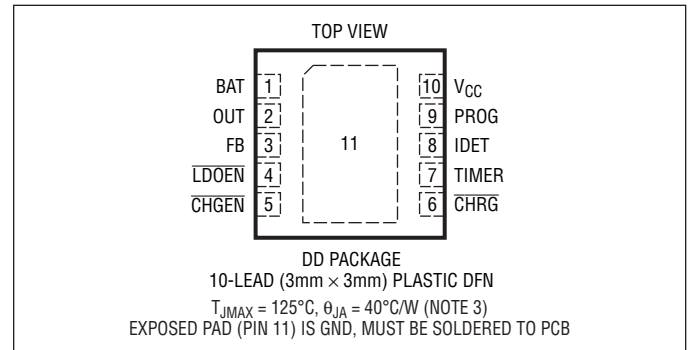 TOP VIEW
BAT 1 10 VCC
OUT 2 9 PROG
FB 3 11 8 IDET
LDOEN 4 7 TIMER
CHGEN 5 6 CHRG
DD PACKAGE
10-LEAD (3mm × 3mm) PLASTIC DFN
TJMAX = 125°C, θJA = 40°C/W (NOTE 3)
EXPOSED PAD (PIN 11) IS GND, MUST BE SOLDERED TO PCB